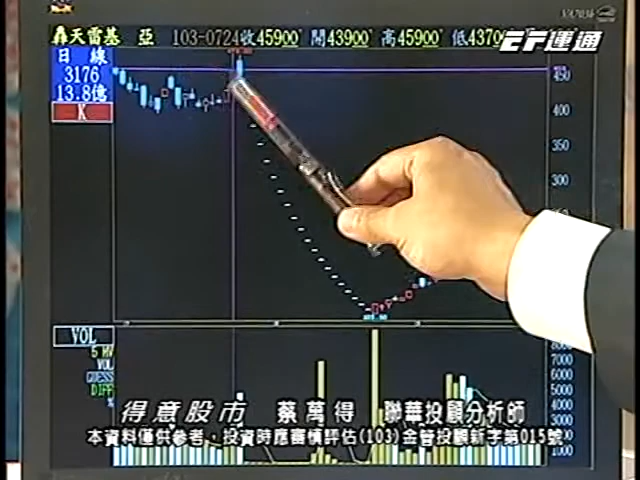 轟天雷基 亞 103-0724收45900 開43900 高45900 低4370
EF運通
日 線
3176
13.8億
K
450
400
350
300
VOL
5 MV
VOL
GUESS
DIFF
%
7000
6000
5000
4000
3000
1000
得意股市 蔡萬得 聯華投顧分析師
本資料僅供參考，投資時應審慎評估(103)金管投顧新字第015號